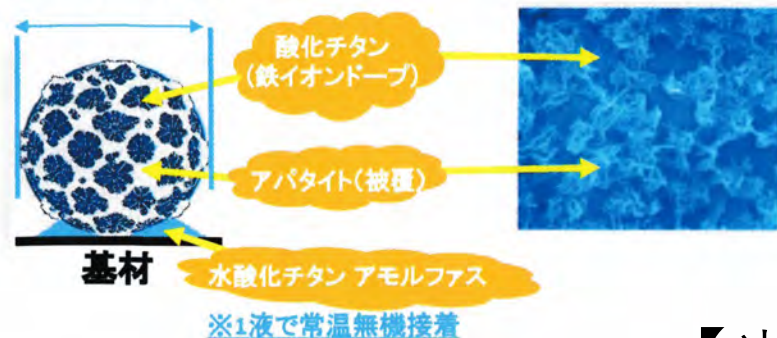 酸化チタン
(鉄イオンドープ)
アパタイト(被覆)
基材
水酸化チタン アモルファス
※1液で常温無機接着